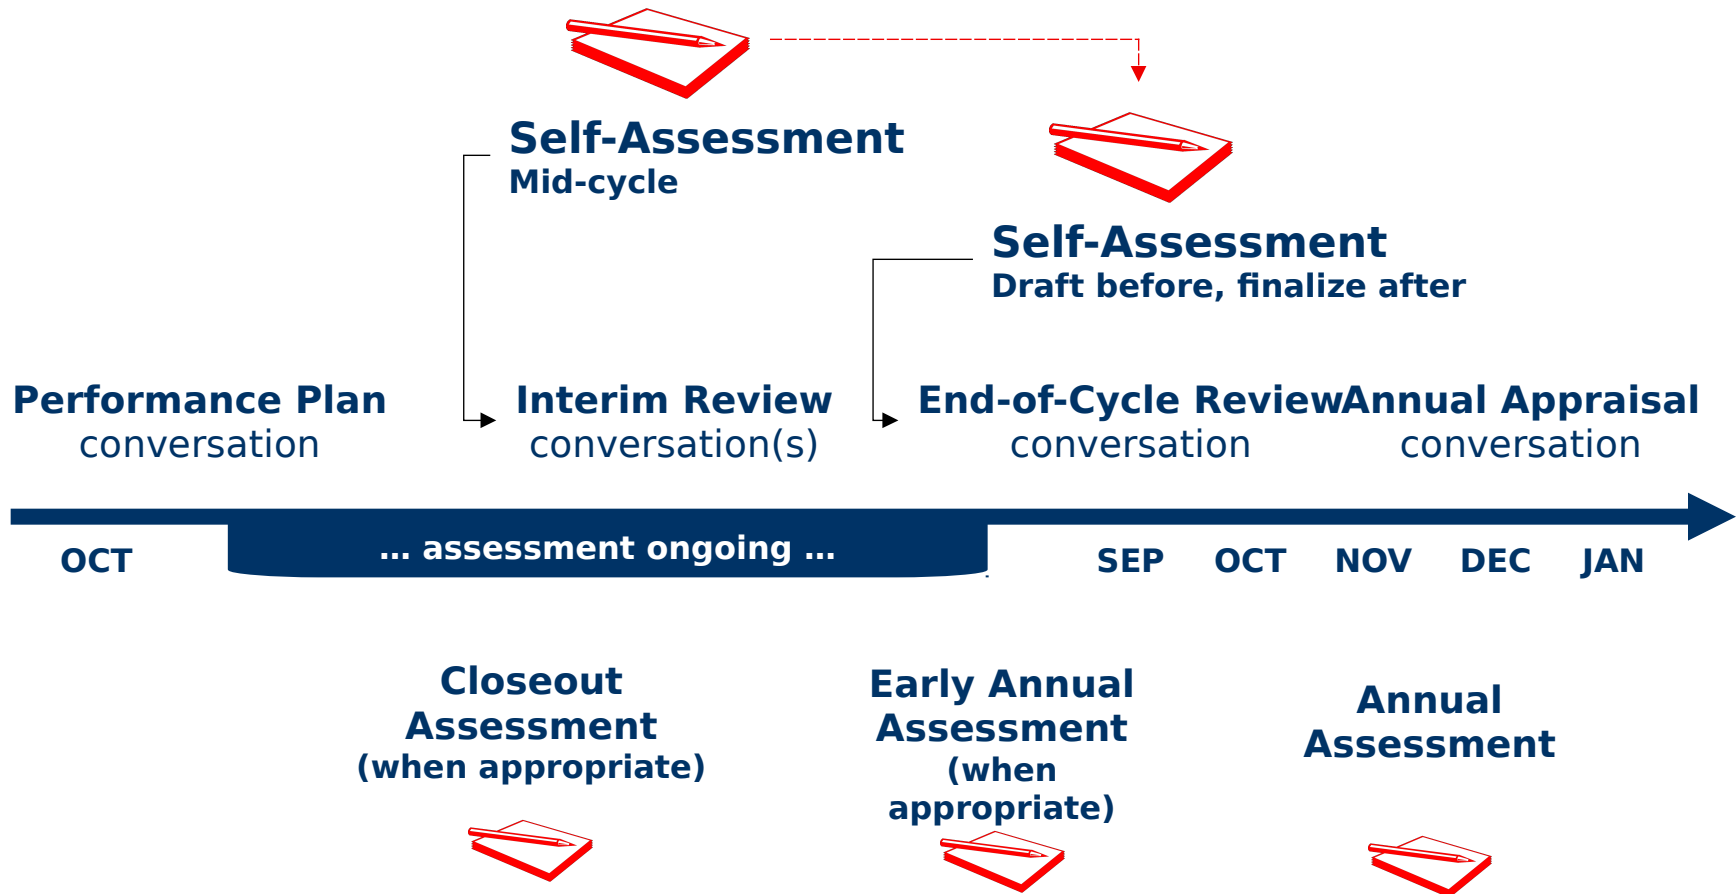 Self-Assessment
Mid-cycle
Self-Assessment
Draft before, finalize after
Performance Plan
conversation
Interim Review
conversation(s)
End-of-Cycle Review
conversation
Annual Appraisal
conversation
... assessment ongoing ...
OCT
SEP
OCT
NOV
DEC
JAN
Closeout
Assessment
(when appropriate)
Early Annual
Assessment
(when
appropriate)
Annual
Assessment